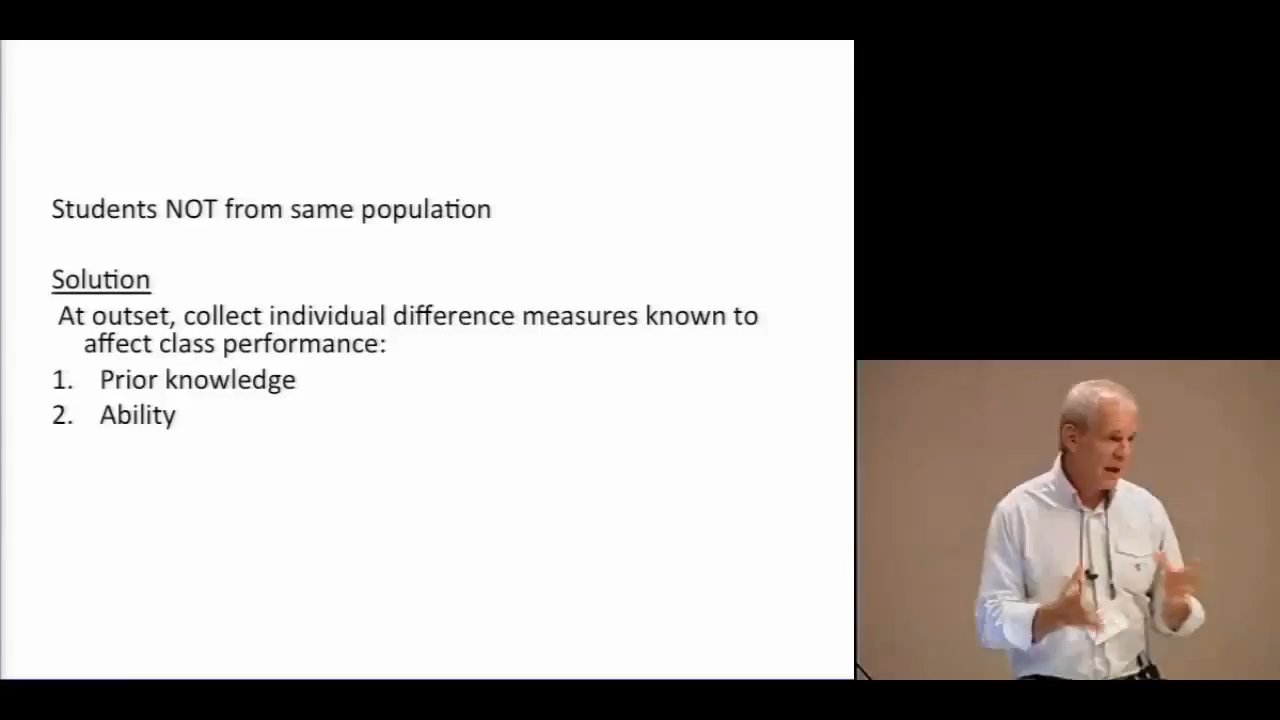 Students NOT from same population
Solution
At outset, collect individual difference measures known to
affect class performance:
1. Prior knowledge
2. Ability